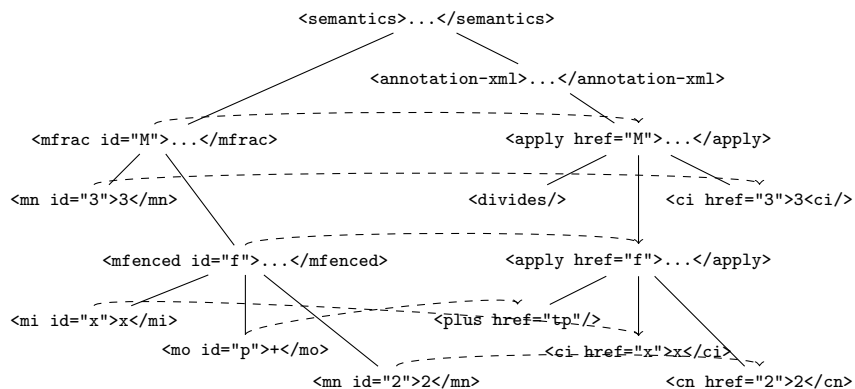 <semantics>...</semantics>
<annotation-xml>...</annotation-xml>
<mfrac id="M">...</mfrac> <apply href="M">...</apply>
<mn id="3">3</mn> <divides/> <ci href="3">3<ci/>
<mfenced id="f">...</mfenced> <apply href="f">...</apply>
<mi id="x">x</mi> <plus href="tp"/>
<mo id="p">+</mo> <ci href="x">x</ci>
<mn id="2">2</mn> <cn href="2">2</cn>